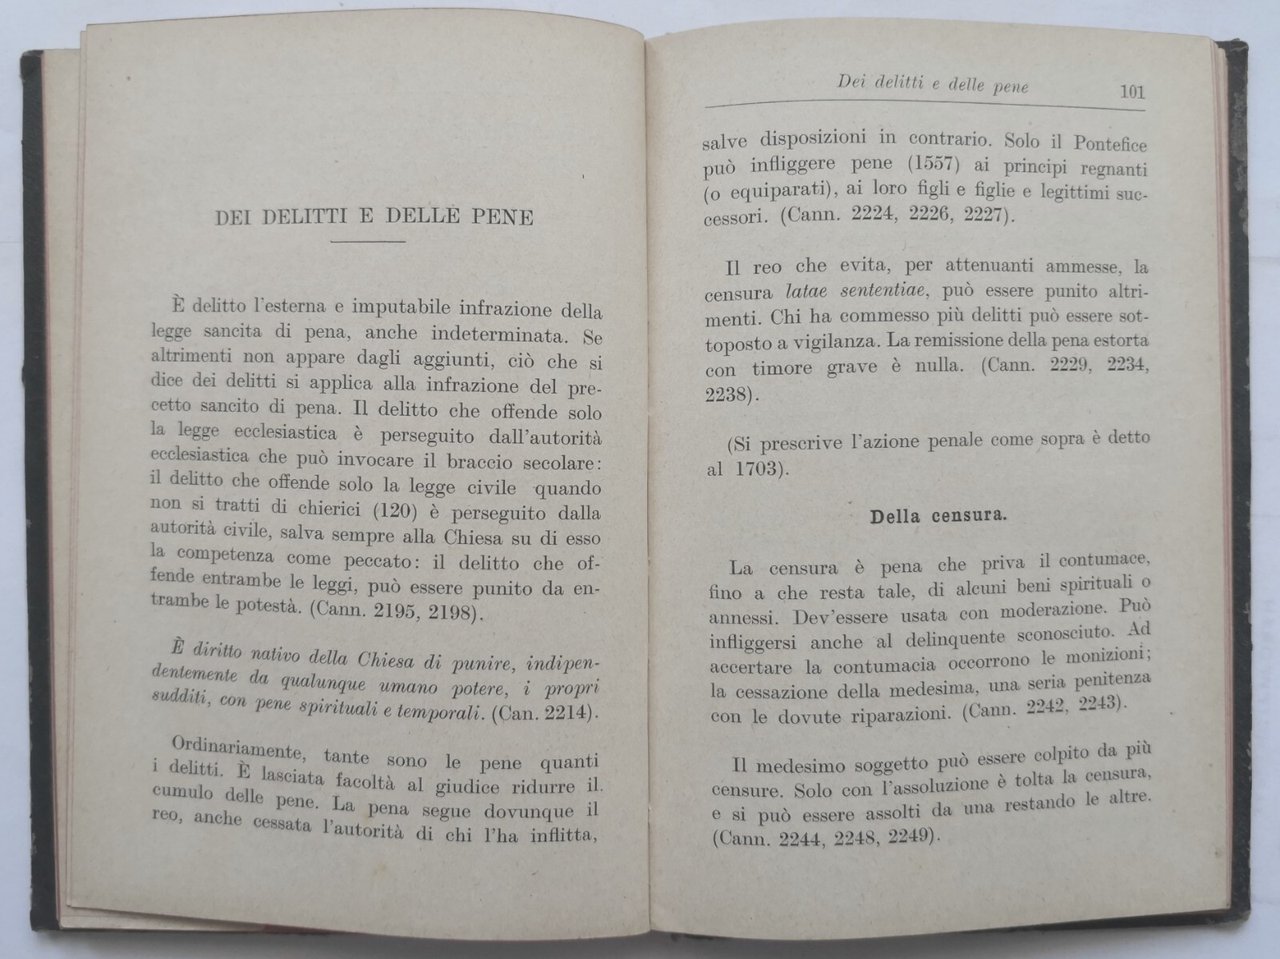 DEI DELITTI E DELLE PENE
È delitto l'esterna e imputabile infrazione della
legge sancita di pena, anche indeterminata. Se
altrimenti non appare dagli aggiunti, ciò che si
dice dei delitti si applica alla infrazione del pre-
cetto sancito di pena. Il delitto che offende solo
la legge ecclesiastica è perseguito dall'autorità
ecclesiastica che può invocare il braccio secolare:
il delitto che offende solo la legge civile quando
non si tratti di chierici (120) è perseguito dalla
autorità civile, salva sempre alla Chiesa su di esso
la competenza come peccato: il delitto che of-
fende entrambe le leggi, può essere punito da en-
trambe le potestà. (Cann. 2195, 2198).
È diritto nativo della Chiesa di punire, indipen-
dentemente da qualunque umano potere, i propri
sudditi, con pene spirituali e temporali. (Can. 2214).
Ordinariamente, tante sono le pene quanti
i delitti. È lasciata facoltà al giudice ridurre il.
cumulo delle pene. La pena segue dovunque il
reo, anche cessata l'autorità di chi l'ha inflitta,
Dei delitti e delle pene 101
salve disposizioni in contrario. Solo il Pontefice
può infliggere pene (1557) ai principi regnanti
(o equiparati), ai loro figli e figlie e legittimi suc-
cessori. (Cann. 2224, 2226, 2227).
Il reo che evita, per attenuanti ammesse, la
censura latae sententiae, può essere punito altri-
menti. Chi ha commesso più delitti può essere sot-
toposto a vigilanza. La remissione della pena estorta
con timore grave è nulla. (Cann. 2229, 2234,
2238).
(Si prescrive l'azione penale come sopra è detto
al 1703).
Della censura.
La censura è pena che priva il contumace,
fino a che resta tale, di alcuni beni spirituali o
annessi. Dev'essere usata con moderazione. Può
infliggersi anche al delinquente sconosciuto. Ad
accertare la contumacia occorrono le monizioni;
la cessazione della medesima, una seria penitenza
con le dovute riparazioni. (Cann. 2242, 2243).
Il medesimo soggetto può essere colpito da più
censure. Solo con l'assoluzione è tolta la censura,
e si può essere assolti da una restando le altre.
(Cann. 2244, 2248, 2249).